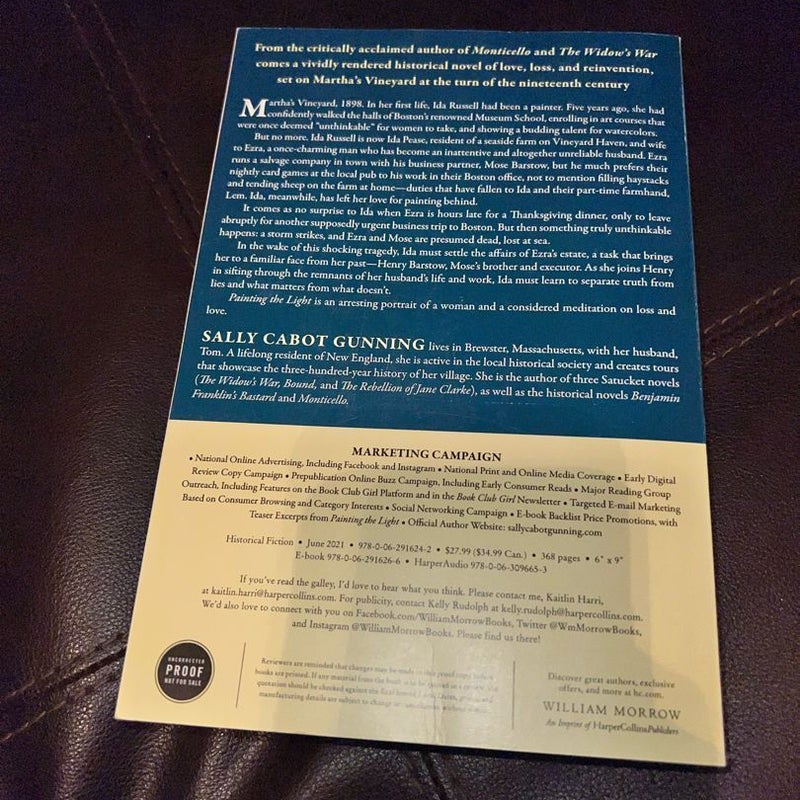 From the critically acclaimed author of Monticello and The Widow's War
comes a vividly rendered historical novel of love, loss, and reinvention,
set on Martha's Vineyard at the turn of the nineteenth century
Martha's Vineyard, 1898. In her first life, Ida Russell had been a painter. Five years ago, she had
confidently walked the halls of Boston's renowned Museum School, enrolling in art courses that
were once deemed "unthinkable" for women to take, and showing a budding talent for watercolors.
But no more. Ida Russell is now Ida Pease, resident of a seaside farm on Vineyard Haven, and wife
to Ezra, a once-charming man who has become an inattentive and altogether unreliable husband. Ezra
runs a salvage company in town with his business partner, Mose Barstow, but he much prefers their
nightly card games at the local pub to his work in their Boston office, not to mention filling haystacks
and tending sheep on the farm at home—duties that have fallen to Ida and their part-time farmhand,
Lem. Ida, meanwhile, has left her love for painting behind.
It comes as no surprise to Ida when Ezra is hours late for a Thanksgiving dinner, only to leave
abruptly for another supposedly urgent business trip to Boston. But then something truly unthinkable
happens: a storm strikes, and Ezra and Mose are presumed dead, lost at sea.
In the wake of this shocking tragedy, Ida must settle the affairs of Ezra's estate, a task that brings
her to a familiar face from her past—Henry Barstow, Mose's brother and executor. As she joins Henry
in sifting through the remnants of her husband's life and work, Ida must learn to separate truth from
lies and what matters from what doesn't.
Painting the Light is an arresting portrait of a woman and a considered meditation on loss and
love.
SALLY CABOT GUNNING lives in Brewster, Massachusetts, with her husband,
Tom. A lifelong resident of New England, she is active in the local historical society and creates tours
that showcase the three-hundred-year history of her village. She is the author of three Satucket novels
(The Widow's War, Bound, and The Rebellion of Jane Clarke), as well as the historical novels Benjamin
Franklin's Bastard and Monticello.
MARKETING CAMPAIGN
• National Online Advertising, Including Facebook and Instagram • National Print and Online Media Coverage • Early Digital
Review Copy Campaign • Prepublication Online Buzz Campaign, Including Early Consumer Reads • Major Reading Group
Outreach, Including Features on the Book Club Girl Platform and in the Book Club Girl Newsletter • Targeted E-mail Marketing
Based on Consumer Browsing and Category Interests • Social Networking Campaign • E-book Backlist Price Promotions, with
Teaser Excerpts from Painting the Light • Official Author Website: sallycabotgunning.com
Historical Fiction • June 2021 • 978-0-06-291624-2 • $27.99 ($34.99 Can.) • 368 pages • 6" x 9"
E-book 978-0-06-291626-6 • HarperAudio 978-0-06-309665-3
If you've read the galley, I'd love to hear what you think. Please contact me, Kaitlin Harri,
at kaitlin.harri@harpercollins.com. For publicity, contact Kelly Rudolph at kelly.rudolph@harpercollins.com.
We'd also love to connect with you on Facebook.com/WilliamMorrowBooks, Twitter @WmMorrowBooks,
and Instagram @WilliamMorrowBooks. Please find us there!
UNCORRECTED
PROOF
NOT FOR SALE
Reviewers are reminded that changes may be made in this proof copy before
books are printed. If any material from the book is to be quoted in a review, the
quotation should be checked against the final bound
manufacturing details are subject to change
Discover great authors, exclusive
offers, and more at hc.com.
WILLIAM MORROW
An Imprint of HarperCollinsPublishers